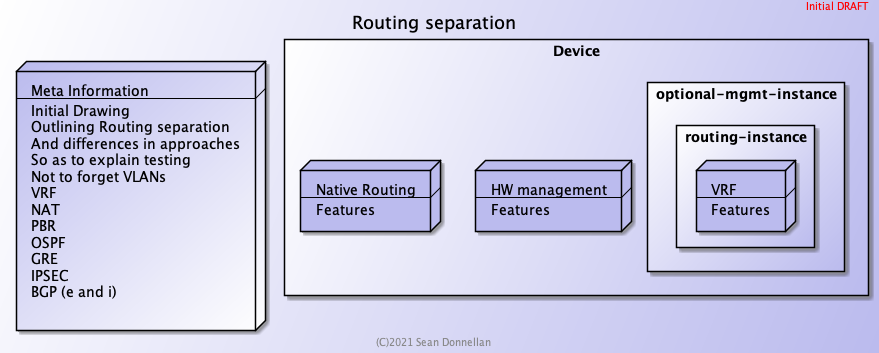 Initial DRAFT
Routing separation
Meta Information
Initial Drawing
Outlining Routing separation
And differences in approaches
So as to explain testing
Not to forget VLANs
VRF
NAT
PBR
OSPF
GRE
IPSEC
BGP (e and i)
Device
Native Routing
Features
HW management
Features
optional-mgmt-instance
routing-instance
VRF
Features
(C)2021 Sean Donnellan